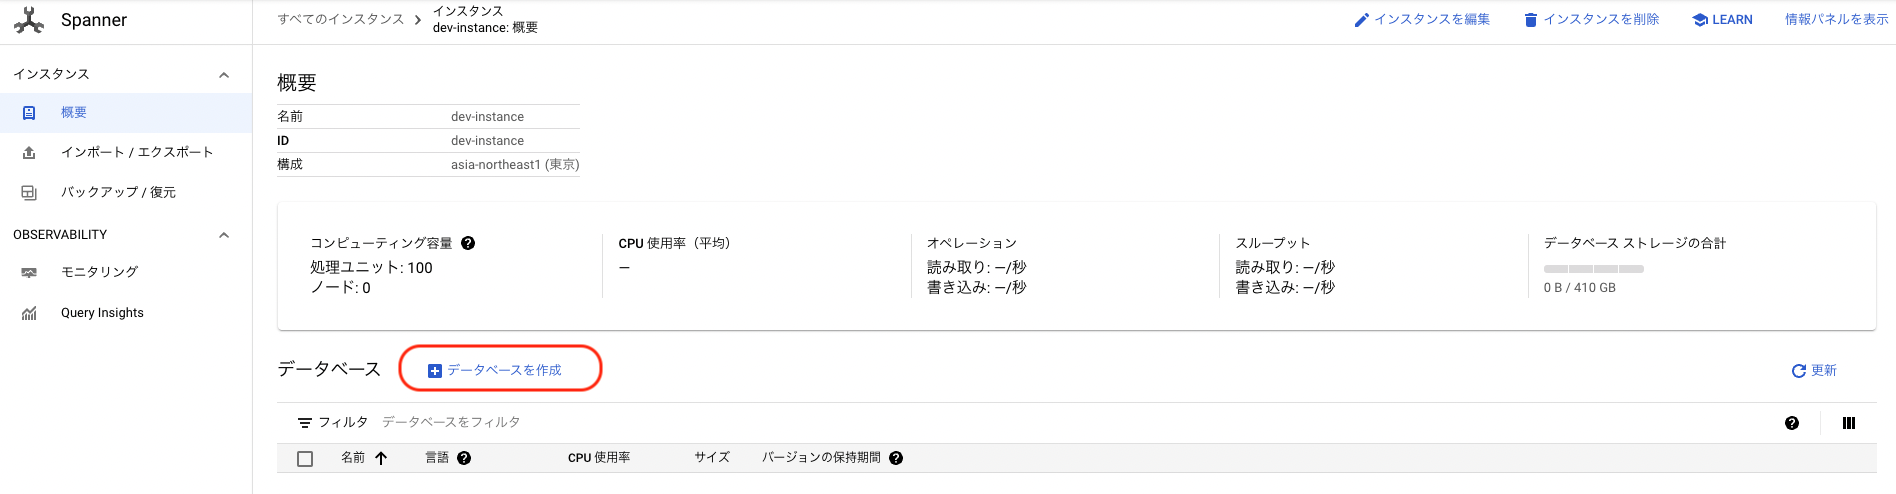 Spanner
すべてのインスタンス
インスタンス
dev-instance: 概要
インスタンスを編集
インスタンスを削除
LEARN
情報パネルを表示
インスタンス
概要
インポート / エクスポート
バックアップ / 復元
OBSERVABILITY
モニタリング
Query Insights
概要
名前 dev-instance
ID dev-instance
構成 asia-northeast1 (東京)
コンピューティング容量
処理ユニット: 100
ノード: 0
CPU 使用率（平均）
—
オペレーション
読み取り: —/秒
書き込み: —/秒
スループット
読み取り: —/秒
書き込み: —/秒
データベース ストレージの合計
0 B / 410 GB
データベース
データベースを作成
更新
フィルタ データベースをフィルタ
名前 言語 CPU 使用率 サイズ バージョンの保持期間